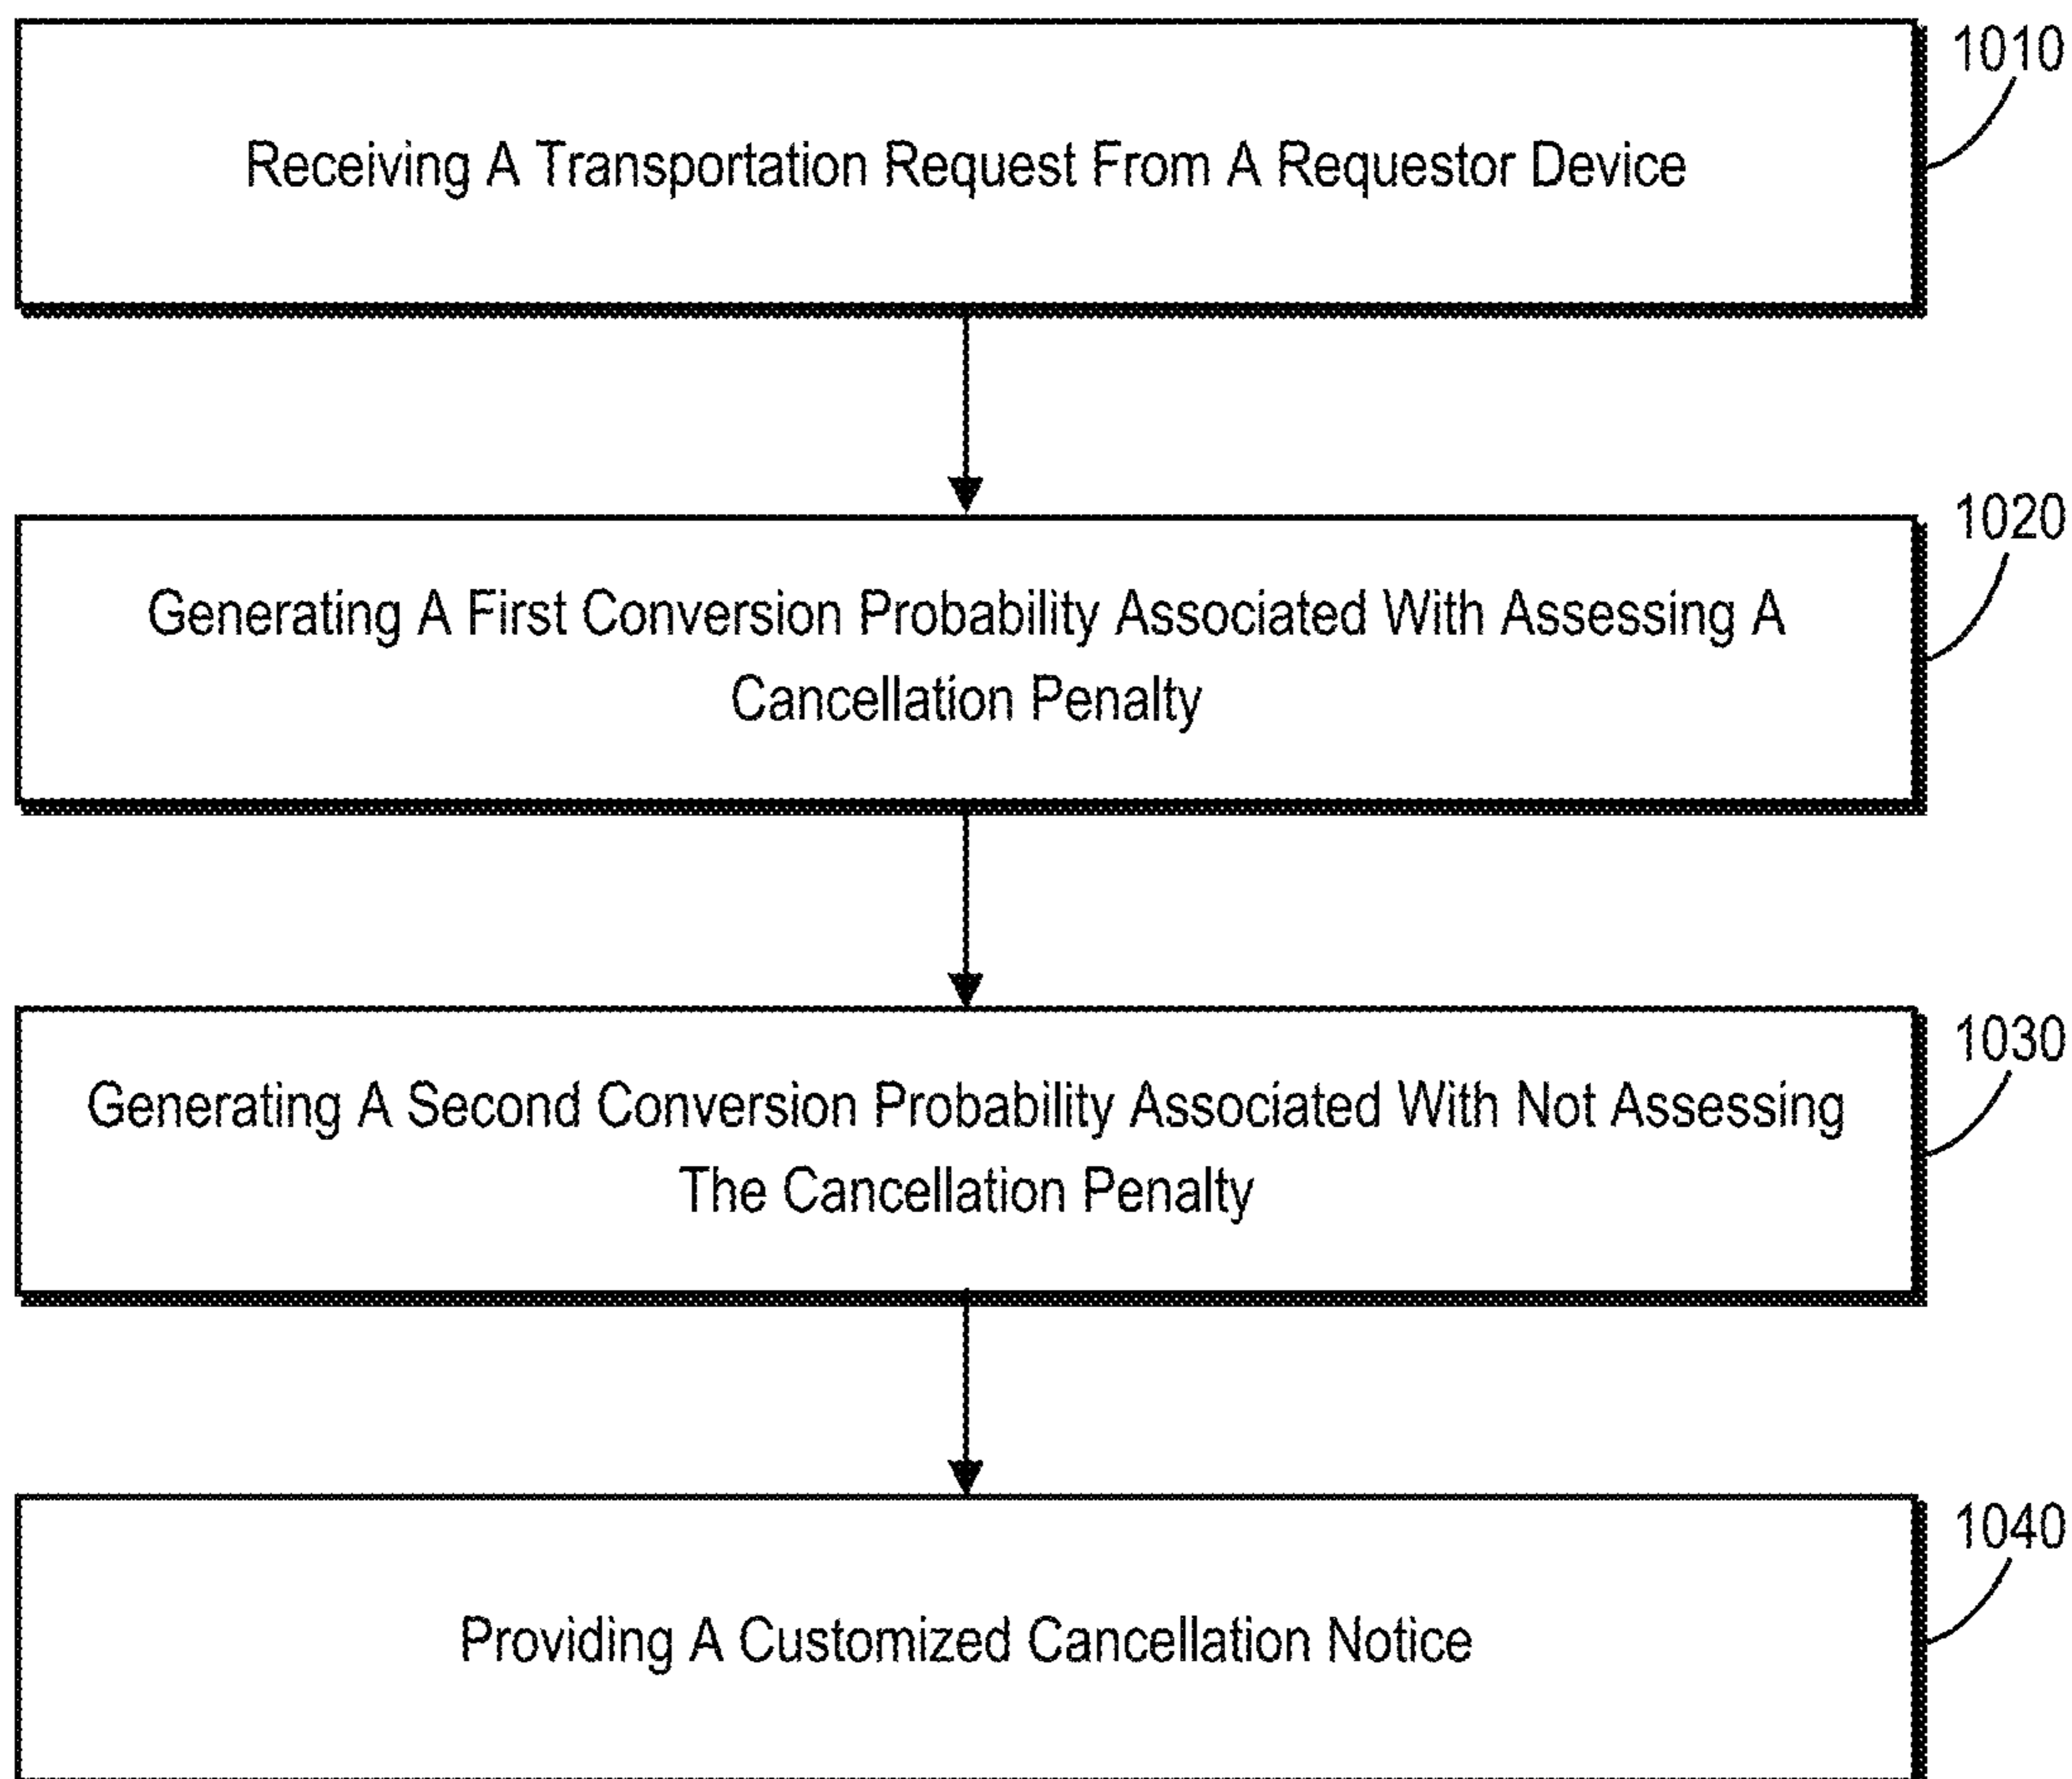 1010
Receiving A Transportation Request From A Requestor Device
1020
Generating A First Conversion Probability Associated With Assessing A
Cancellation Penalty
1030
Generating A Second Conversion Probability Associated With Not Assessing
The Cancellation Penalty
1040
Providing A Customized Cancellation Notice